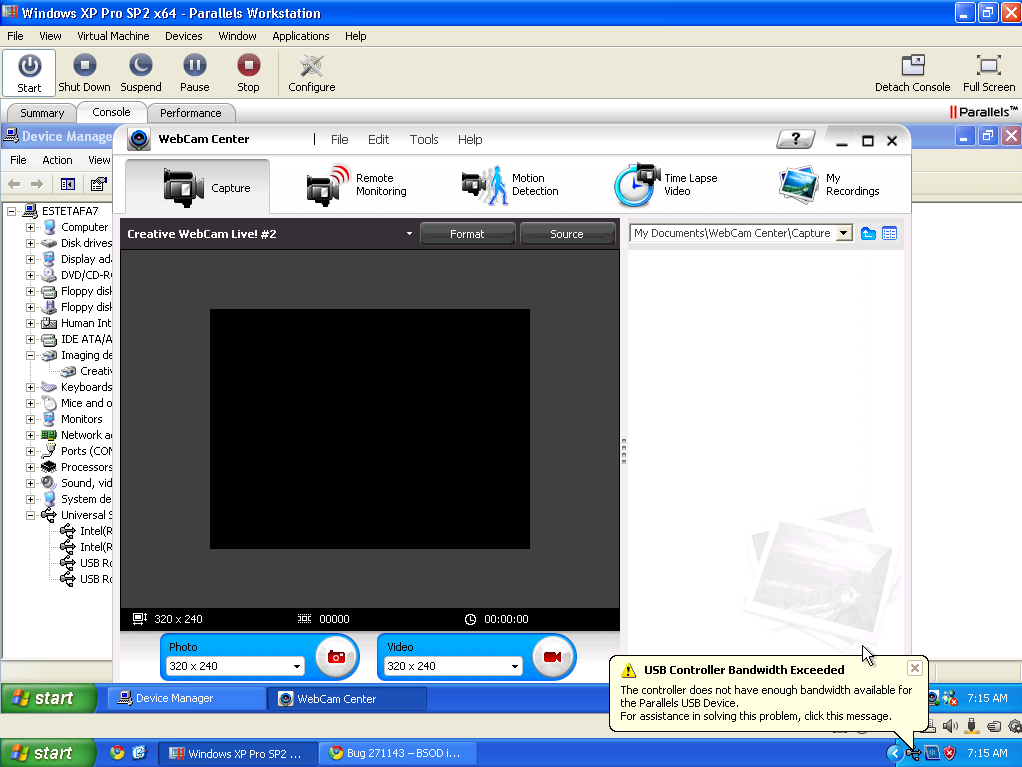 Windows XP Pro SP2 x64 - Parallels Workstation
File View Virtual Machine Devices Window Applications Help
Start Shut Down Suspend Pause Stop Configure Detach Console Full Screen
Summary Console Performance Parallels™
Device Manage
File Action View
ESTETAFA7
Computer
Disk drives
Display ada
DVD/CD-R
Floppy disk
Floppy disk
Human Int
IDE ATA/A
Imaging de
Creativ
Keyboards
Mice and o
Monitors
Network a
Ports (COM
Processors
Sound, vid
System de
Universal S
Intel(R
Intel(R
USB Ro
USB Ro
WebCam Center
File Edit Tools Help ?
Capture
Remote Monitoring
Motion Detection
Time Lapse Video
My Recordings
Creative WebCam Live! #2 Format Source
My Documents\WebCam Center\Capture
320 x 240 00000 00:00:00
Photo
320 x 240
Video
320 x 240
USB Controller Bandwidth Exceeded
The controller does not have enough bandwidth available for
the Parallels USB Device.
For assistance in solving this problem, click this message.
start Device Manager WebCam Center 7:15 AM
start Windows XP Pro SP2 ... Bug 271143 – BSOD i... 7:15 AM